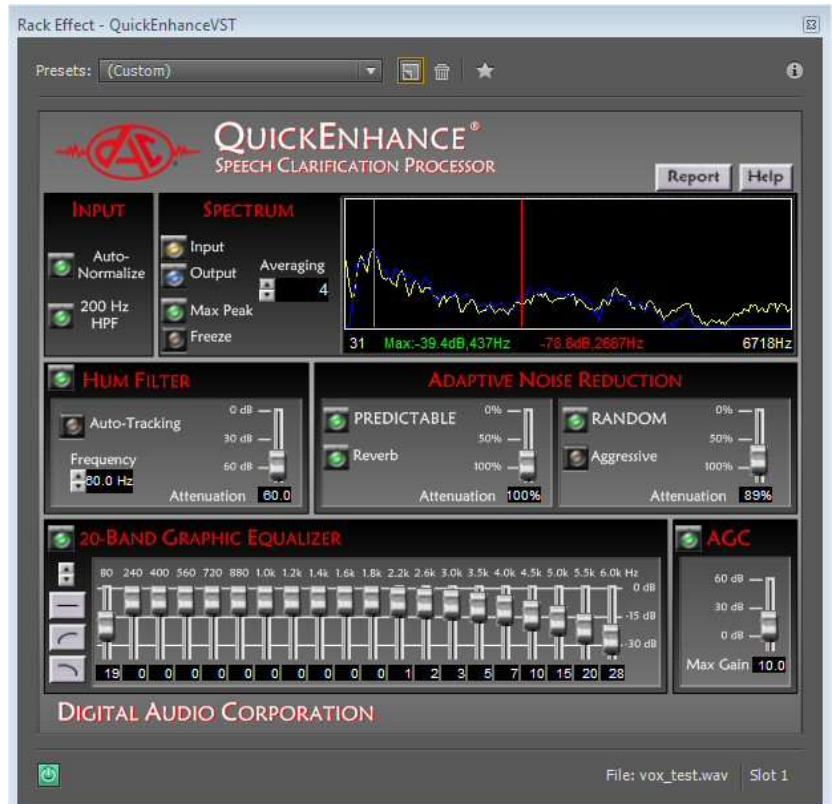 Rack Effect - QuickEnhanceVST
Presets: (Custom)
DAC
QUICKENHANCE®
SPEECH CLARIFICATION PROCESSOR
Report Help
INPUT
Auto-Normalize
200 Hz HPF
SPECTRUM
Input
Output
Max Peak
Freeze
Averaging
4
31 Max:-39.4dB,437Hz -78.8dB,2667Hz 6718Hz
HUM FILTER
Auto-Tracking
Frequency
60.0 Hz
0 dB
30 dB
60 dB
Attenuation 60.0
ADAPTIVE NOISE REDUCTION
PREDICTABLE
Reverb
0%
50%
100%
Attenuation 100%
RANDOM
Aggressive
0%
50%
100%
Attenuation 89%
20-BAND GRAPHIC EQUALIZER
80 240 400 560 720 880 1.0k 1.2k 1.4k 1.6k 1.8k 2.2k 2.6k 3.0k 3.5k 4.0k 4.5k 5.0k 5.5k 6.0k Hz
0 dB
-15 dB
-30 dB
19 0 0 0 0 0 0 0 0 0 0 0 1 2 3 5 7 10 15 20 28
AGC
60 dB
30 dB
0 dB
Max Gain 10.0
DIGITAL AUDIO CORPORATION
File: vox_test.wav Slot 1